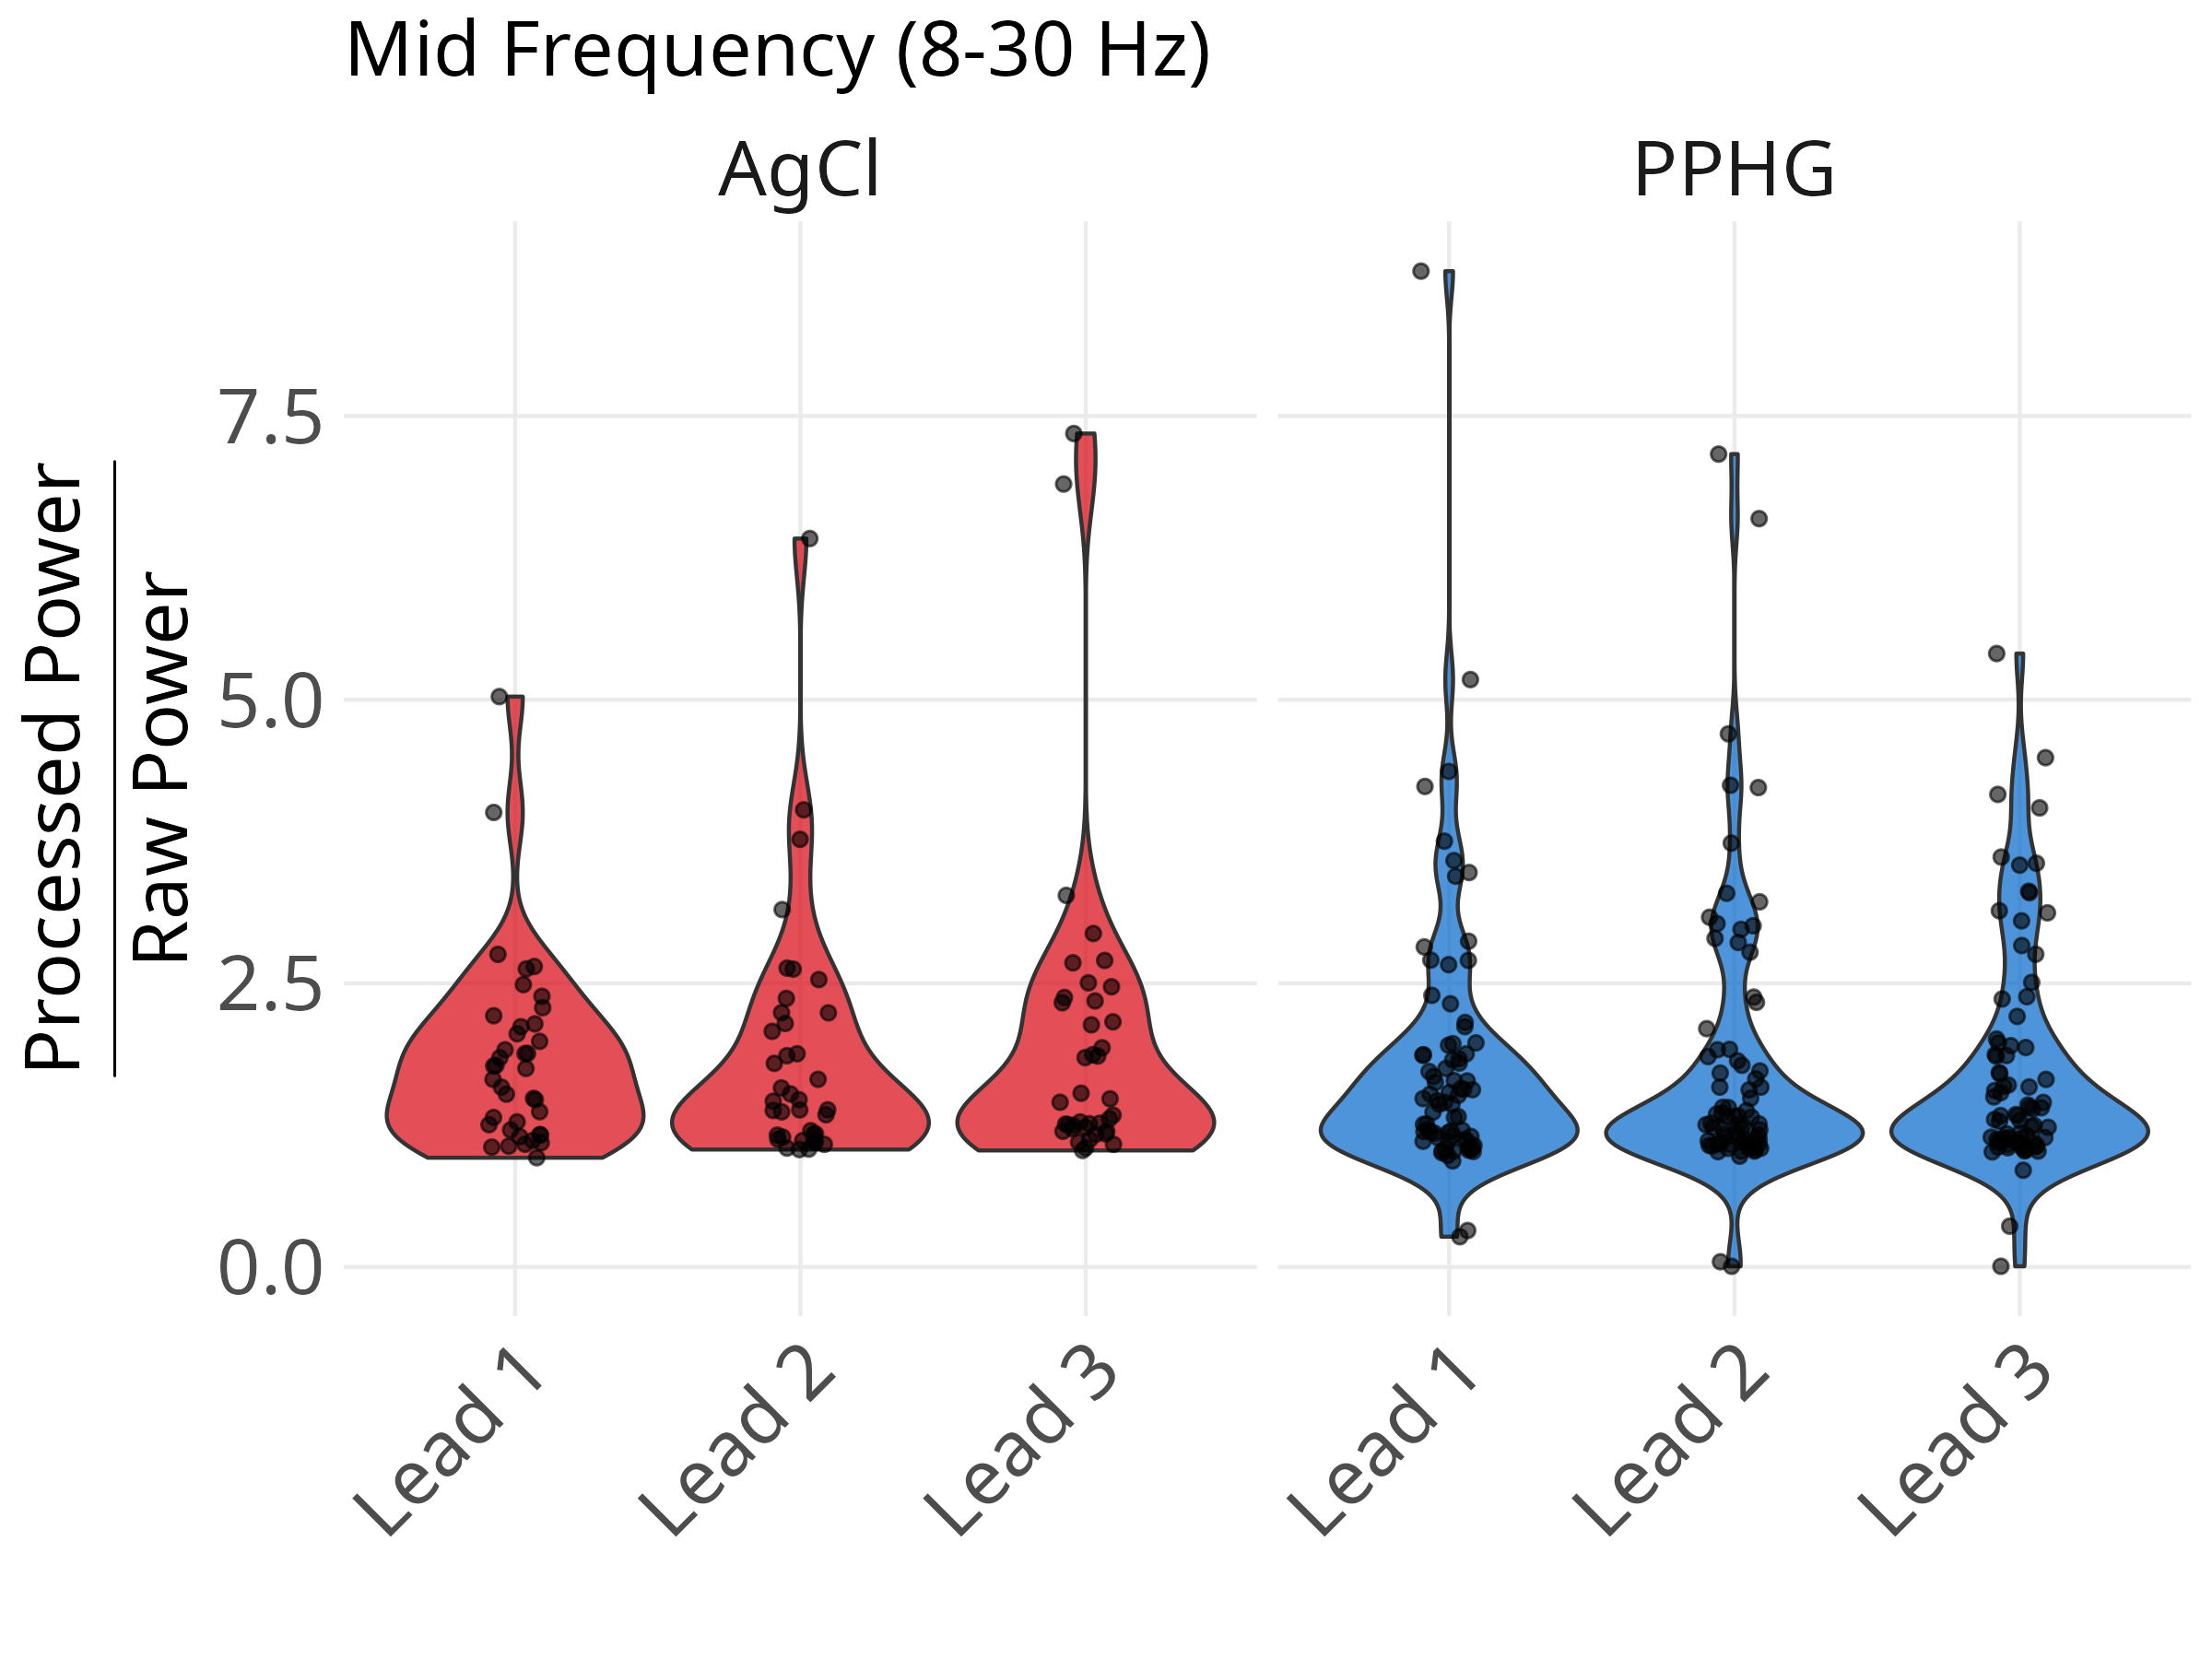 Mid Frequency (8-30 Hz)
AgCl
PPHG
Processed Power
Raw Power
7.5
5.0
2.5
0.0
Lead 1
Lead 2
Lead 3
Lead 1
Lead 2
Lead 3